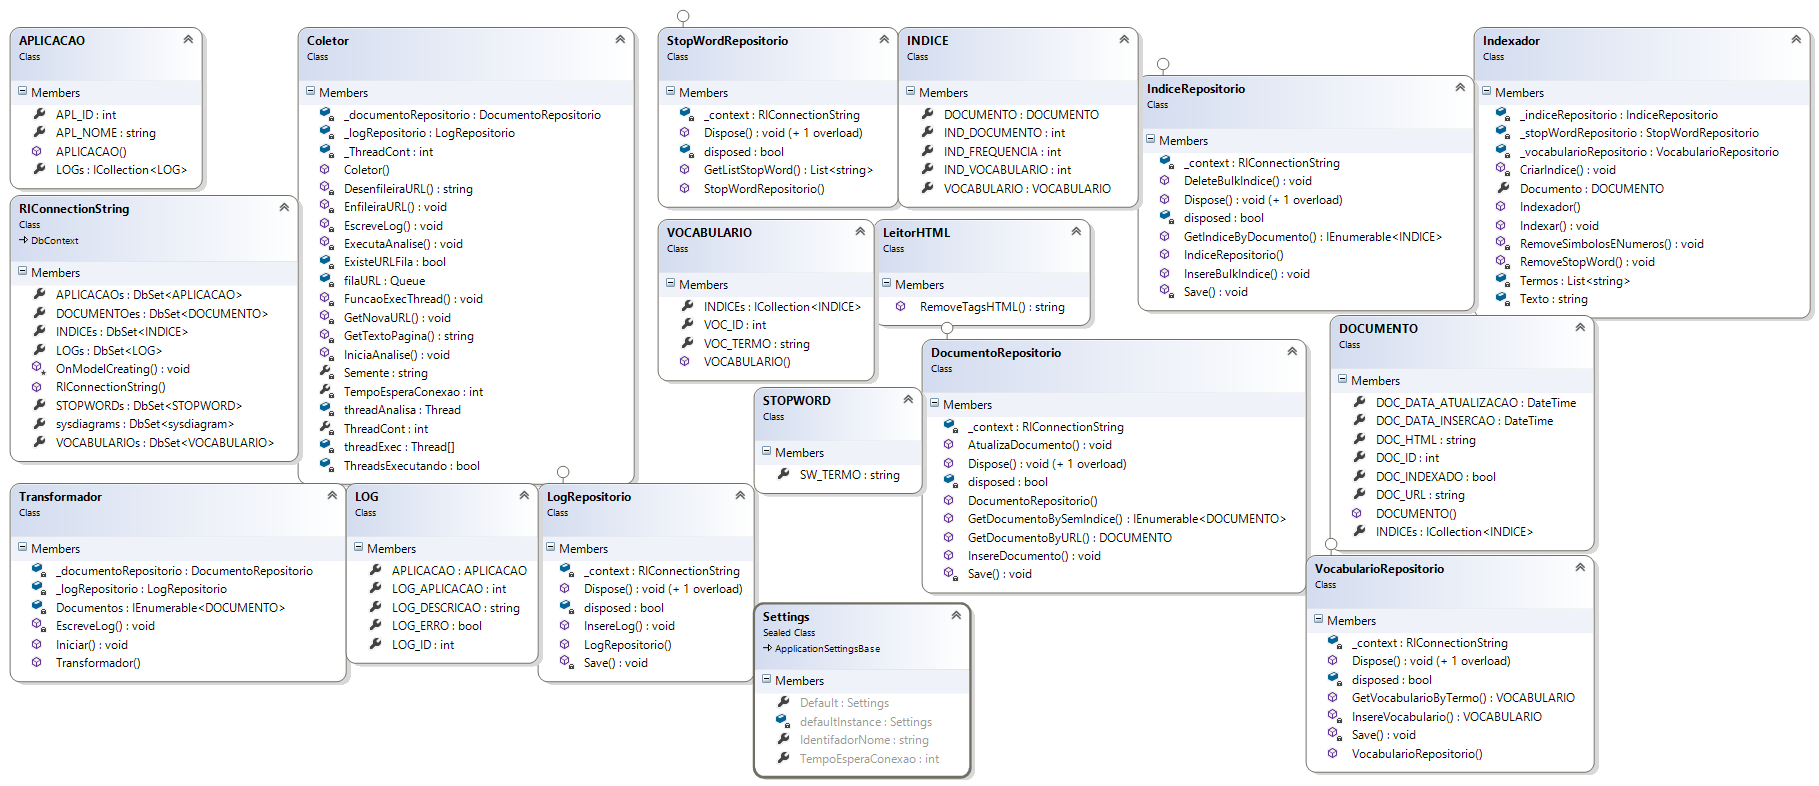 APLICACAO
Class
Members
APL_ID : int
APL_NOME : string
APLICACAO()
LOGs : ICollection<LOG>
RIConnectionString
Class
DbContext
Members
APLICACAOs : DbSet<APLICACAO>
DOCUMENTOes : DbSet<DOCUMENTO>
INDICEs : DbSet<INDICE>
LOGs : DbSet<LOG>
OnModelCreating() : void
RIConnectionString()
STOPWORDs : DbSet<STOPWORD>
sysdiagrams : DbSet<sysdiagram>
VOCABULARIOs : DbSet<VOCABULARIO>
Coletor
Class
Members
_documentoRepositorio : DocumentoRepositorio
_logRepositorio : LogRepositorio
_ThreadCont : int
Coletor()
DesenfileiraURL() : string
EnfileiraURL() : void
EscreveLog() : void
ExecutaAnalise() : void
ExisteURLFila : bool
filaURL : Queue
FuncaoExecThread() : void
GetNovaURL() : void
GetTextoPagina() : string
IniciaAnalise() : void
Semente : string
TempoEsperaConexao : int
threadAnalisa : Thread
ThreadCont : int
threadExec : Thread[]
ThreadsExecutando : bool
StopWordRepositorio
Class
Members
_context : RIConnectionString
Dispose() : void (+ 1 overload)
disposed : bool
GetListStopWord() : List<string>
StopWordRepositorio()
INDICE
Class
Members
DOCUMENTO : DOCUMENTO
IND_DOCUMENTO : int
IND_FREQUENCIA : int
IND_VOCABULARIO : int
VOCABULARIO : VOCABULARIO
IndiceRepositorio
Class
Members
_context : RIConnectionString
DeleteBulkIndice() : void
Dispose() : void (+ 1 overload)
disposed : bool
GetIndiceByDocumento() : IEnumerable<INDICE>
IndiceRepositorio()
InsereBulkIndice() : void
Save() : void
Indexador
Class
Members
_indiceRepositorio : IndiceRepositorio
_stopWordRepositorio : StopWordRepositorio
_vocabularioRepositorio : VocabularioRepositorio
CriarIndice() : void
Documento : DOCUMENTO
Indexador()
Indexar() : void
RemoveSimbolosENumeros() : void
RemoveStopWord() : void
Termos : List<string>
Texto : string
VOCABULARIO
Class
Members
INDICEs : ICollection<INDICE>
VOC_ID : int
VOC_TERMO : string
VOCABULARIO()
LeitorHTML
Class
Members
RemoveTagsHTML() : string
DocumentoRepositorio
Class
Members
_context : RIConnectionString
AtualizaDocumento() : void
Dispose() : void (+ 1 overload)
disposed : bool
DocumentoRepositorio()
GetDocumentoBySemIndice() : IEnumerable<DOCUMENTO>
GetDocumentoByURL() : DOCUMENTO
InsereDocumento() : void
Save() : void
DOCUMENTO
Class
Members
DOC_DATA_ATUALIZACAO : DateTime
DOC_DATA_INSERCAO : DateTime
DOC_HTML : string
DOC_ID : int
DOC_INDEXADO : bool
DOC_URL : string
DOCUMENTO()
INDICEs : ICollection<INDICE>
STOPWORD
Class
Members
SW_TERMO : string
Transformador
Class
Members
_documentoRepositorio : DocumentoRepositorio
_logRepositorio : LogRepositorio
Documentos : IEnumerable<DOCUMENTO>
EscreveLog() : void
Iniciar() : void
Transformador()
LOG
Class
Members
APLICACAO : APLICACAO
LOG_APLICACAO : int
LOG_DESCRICAO : string
LOG_ERRO : bool
LOG_ID : int
LogRepositorio
Class
Members
_context : RIConnectionString
Dispose() : void (+ 1 overload)
disposed : bool
InsereLog() : void
LogRepositorio()
Save() : void
Settings
Sealed Class
ApplicationSettingsBase
Members
Default : Settings
defaultInstance : Settings
IdentifadorNome : string
TempoEsperaConexao : int
VocabularioRepositorio
Class
Members
_context : RIConnectionString
Dispose() : void (+ 1 overload)
disposed : bool
GetVocabularioByTermo() : VOCABULARIO
InsereVocabulario() : VOCABULARIO
Save() : void
VocabularioRepositorio()